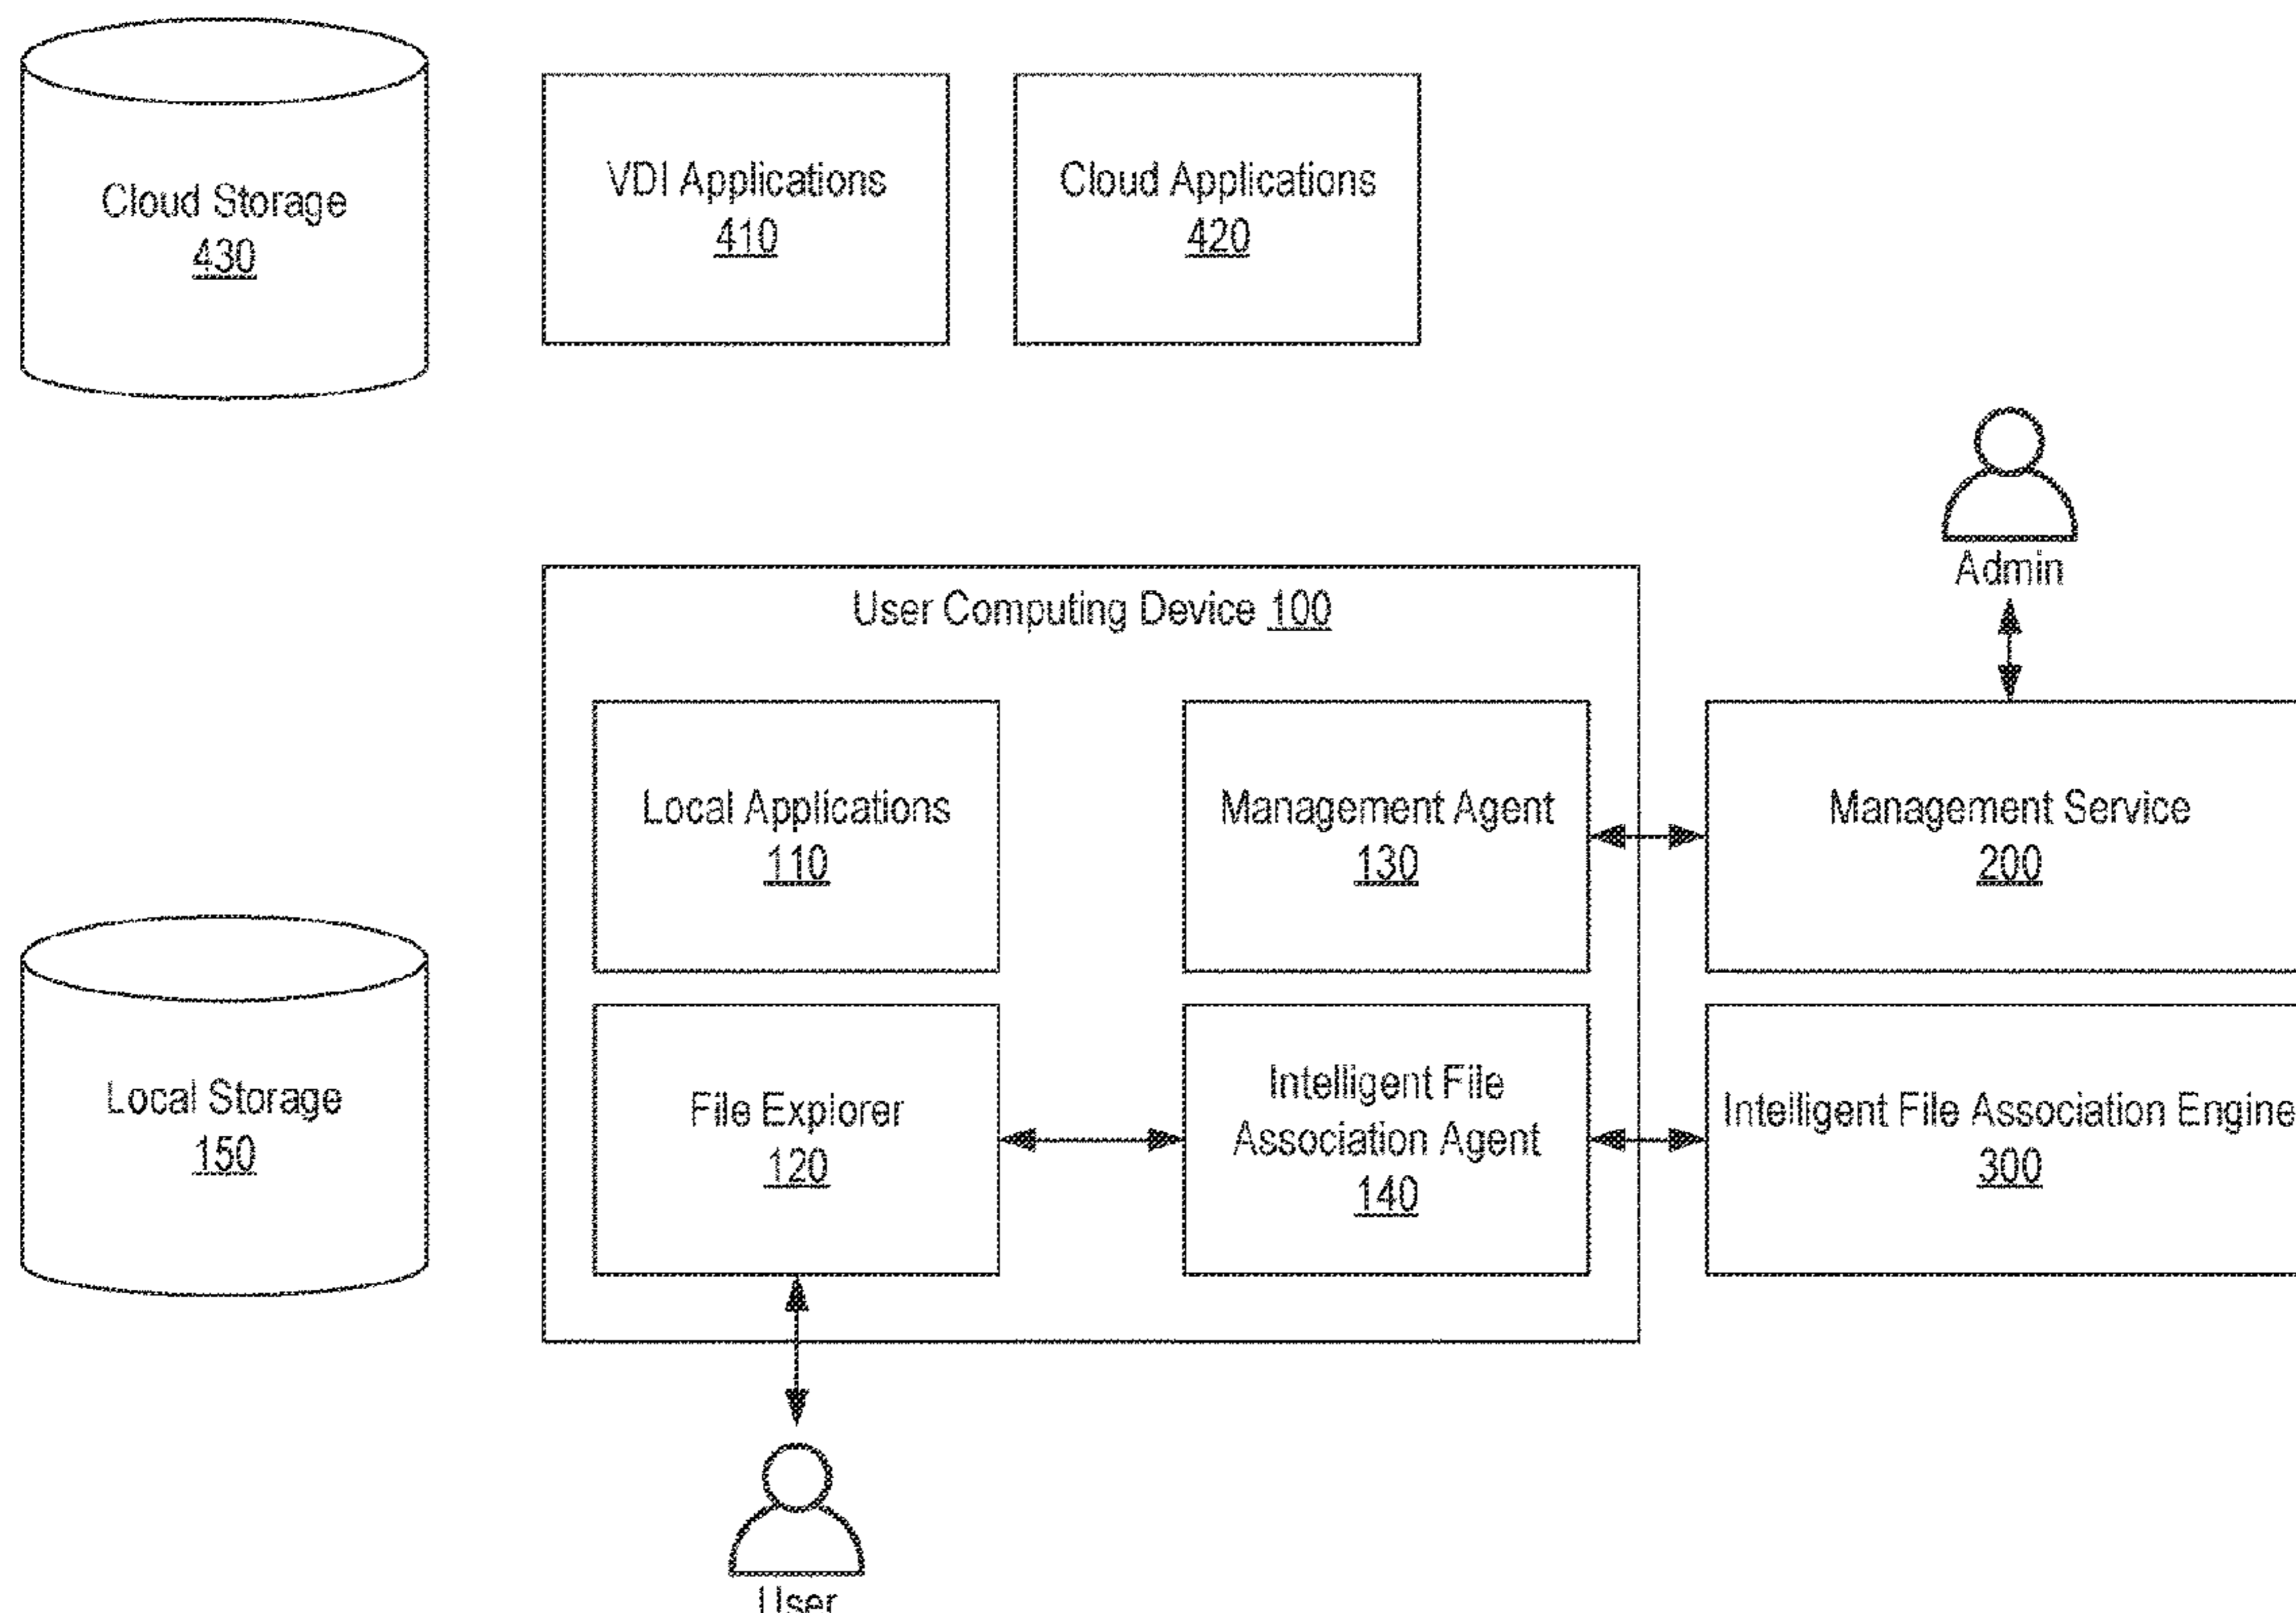 Cloud Storage
430
VDI Applications
410
Cloud Applications
420
Admin
User Computing Device 100
Local Applications
110
Management Agent
130
Management Service
200
Local Storage
150
File Explorer
120
Intelligent File
Association Agent
140
Intelligent File Association Engine
300
User